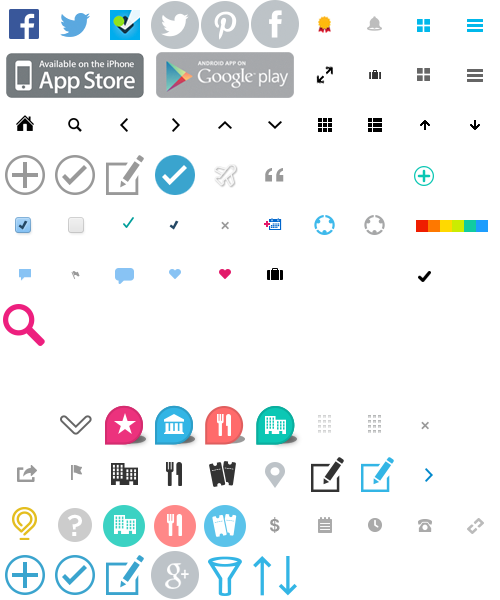 Available on the iPhone
App Store
ANDROID APP ON
Google play
?
$
g+